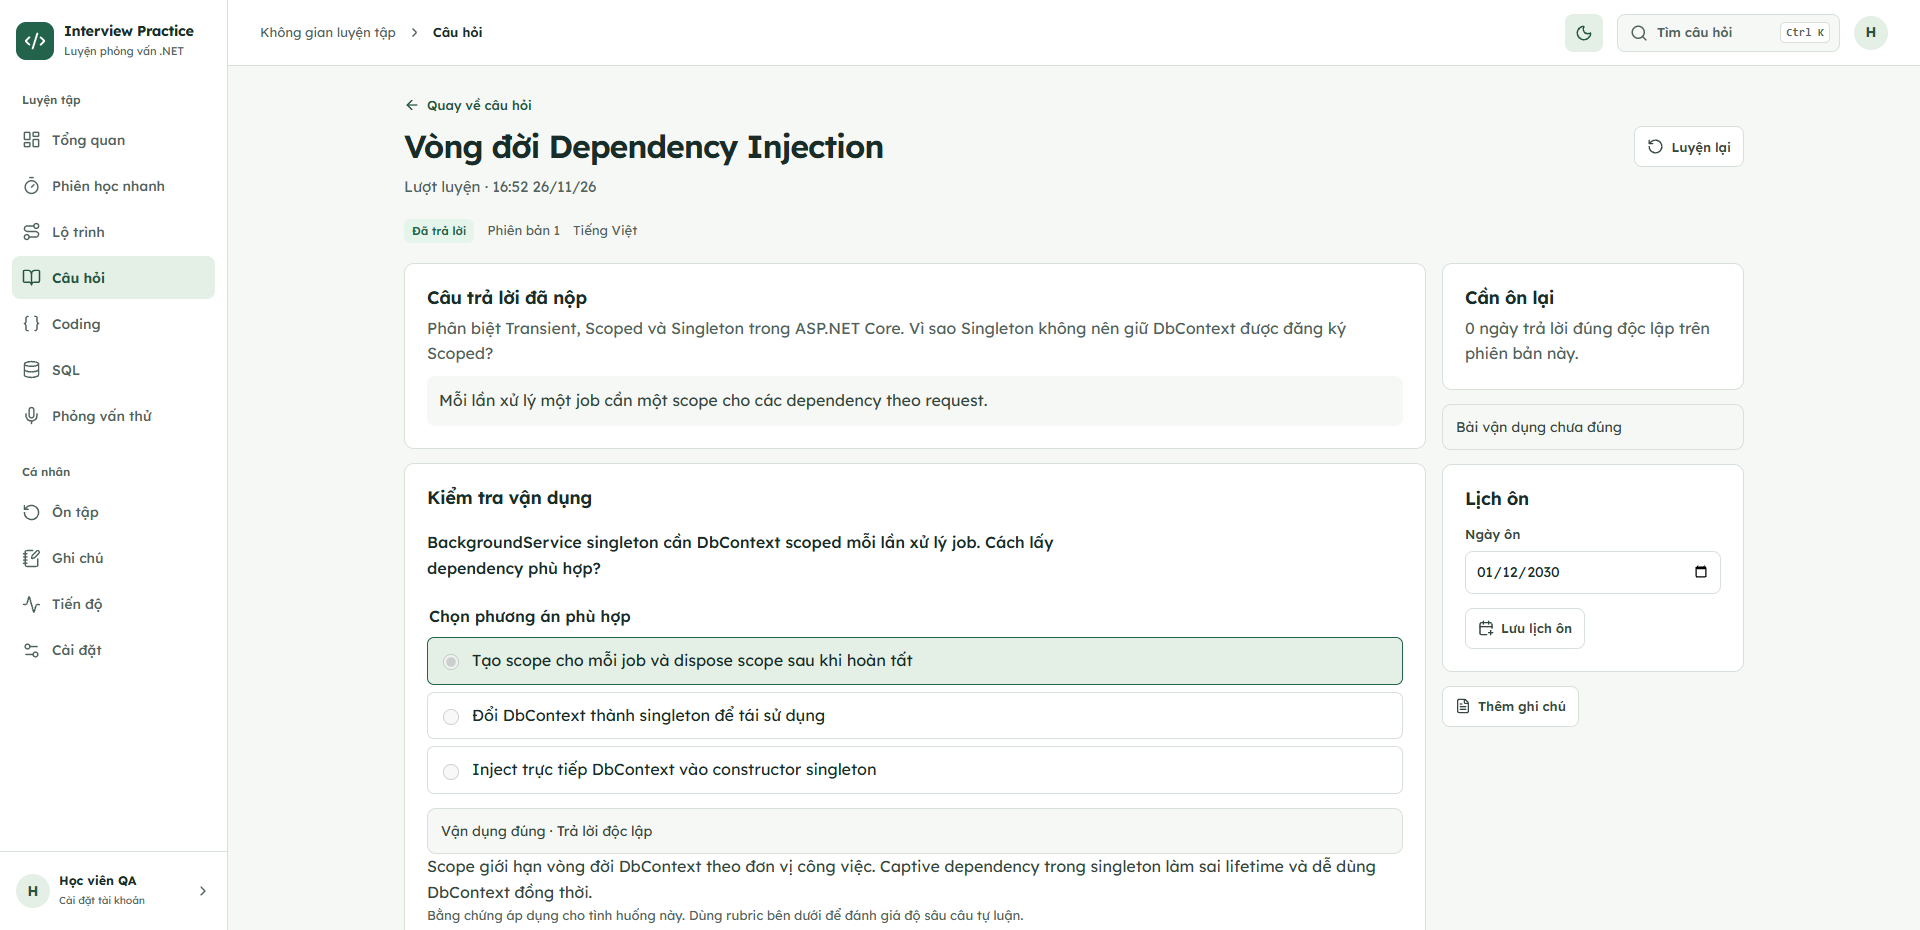 Interview Practice
Luyện phỏng vấn .NET
Luyện tập
Tổng quan
Phiên học nhanh
Lộ trình
Câu hỏi
Coding
SQL
Phỏng vấn thử
Cá nhân
Ôn tập
Ghi chú
Tiến độ
Cài đặt
H
Học viên QA
Cài đặt tài khoản
Không gian luyện tập
Câu hỏi
Tìm câu hỏi
Ctrl K
H
Quay về câu hỏi
Vòng đời Dependency Injection
Luyện lại
Lượt luyện · 16:52 26/11/26
Đã trả lời Phiên bản 1 Tiếng Việt
Câu trả lời đã nộp
Phân biệt Transient, Scoped và Singleton trong ASP.NET Core. Vì sao Singleton không nên giữ DbContext được đăng ký
Scoped?
Mỗi lần xử lý một job cần một scope cho các dependency theo request.
Kiểm tra vận dụng
BackgroundService singleton cần DbContext scoped mỗi lần xử lý job. Cách lấy
dependency phù hợp?
Chọn phương án phù hợp
Tạo scope cho mỗi job và dispose scope sau khi hoàn tất
Đổi DbContext thành singleton để tái sử dụng
Inject trực tiếp DbContext vào constructor singleton
Vận dụng đúng · Trả lời độc lập
Scope giới hạn vòng đời DbContext theo đơn vị công việc. Captive dependency trong singleton làm sai lifetime và dễ dùng
DbContext đồng thời.
Bằng chứng áp dụng cho tình huống này. Dùng rubric bên dưới để đánh giá độ sâu câu tự luận.
Cần ôn lại
0 ngày trả lời đúng độc lập trên
phiên bản này.
Bài vận dụng chưa đúng
Lịch ôn
Ngày ôn
01/12/2030
Lưu lịch ôn
Thêm ghi chú